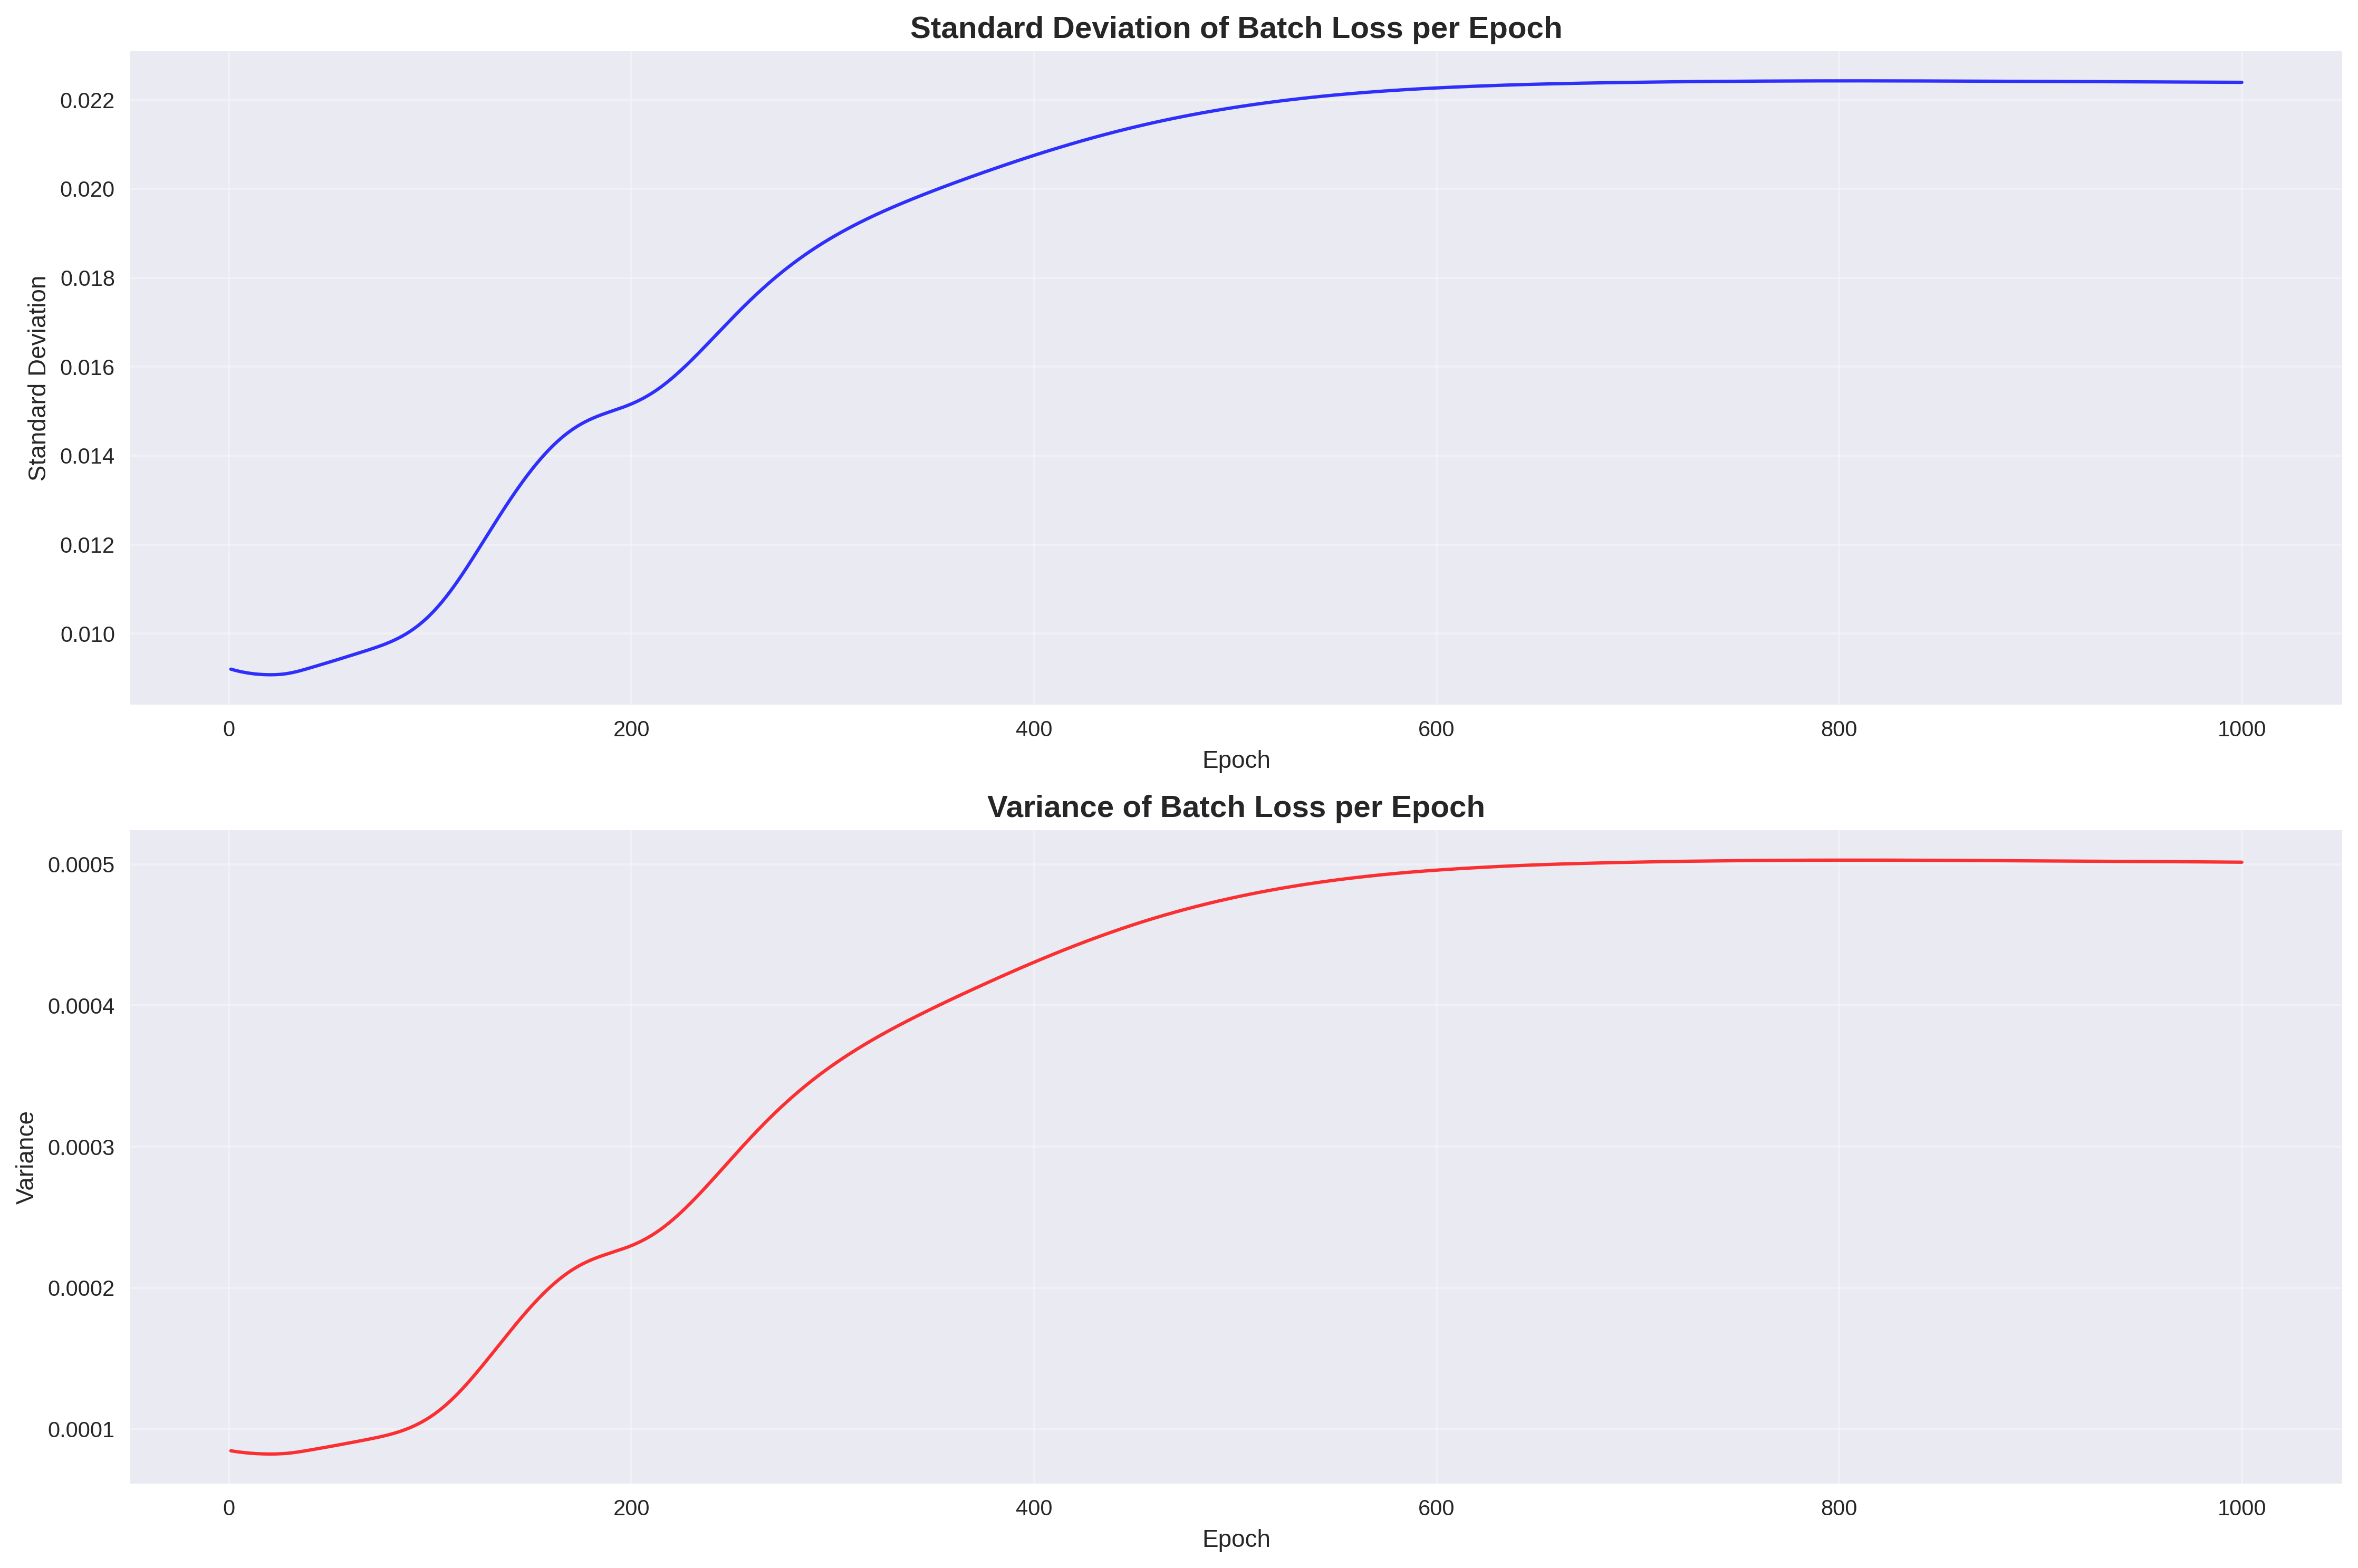 Standard Deviation of Batch Loss per Epoch
Standard Deviation
0.022
0.020
0.018
0.016
0.014
0.012
0.010
0 200 400 600 800 1000
Epoch
Variance of Batch Loss per Epoch
Variance
0.0005
0.0004
0.0003
0.0002
0.0001
0 200 400 600 800 1000
Epoch